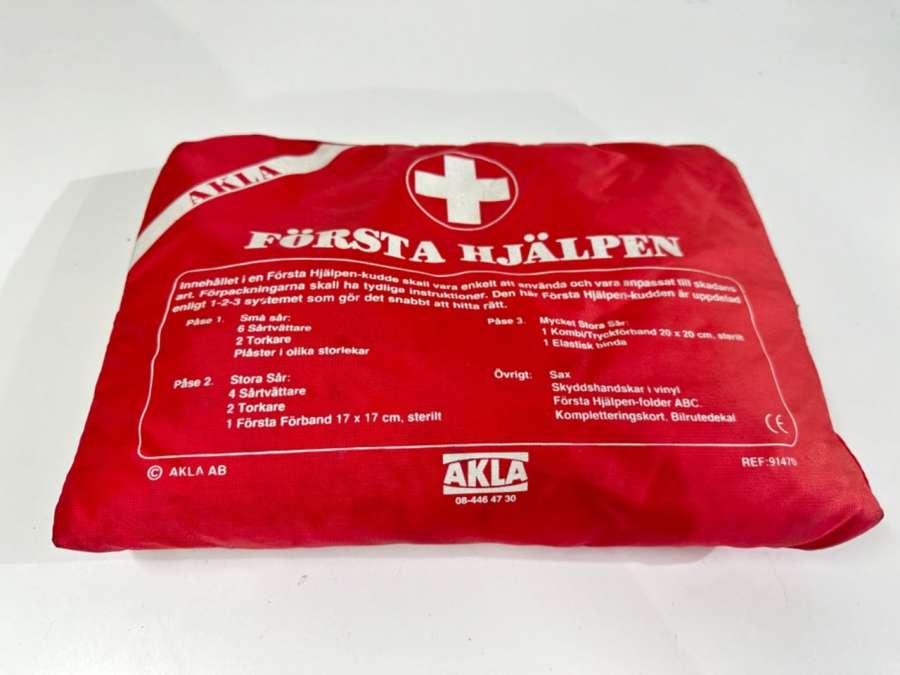 AKLA
FÖRSTA HJÄLPEN
Innehållet i en Första Hjälpen-kudde skall vara enkelt att använda och vara anpassat till skadans
art. Förpackningarna skall ha tydliga instruktioner. Den här Första Hjälpen-kudden är uppdelad
enligt 1-2-3 systemet som gör det snabbt att hitta rätt.
Påse 1. Små sår:
6 Sårtvättare
2 Torkare
Plåster i olika storlekar
Påse 2. Stora Sår:
4 Sårtvättare
2 Torkare
1 Första Förband 17 x 17 cm, sterilt
Påse 3. Mycket Stora Sår:
1 Kombi/Tryckförband 20 x 20 cm, sterilt
1 Elastisk binda
Övrigt: Sax
Skyddshandskar i vinyl
Första Hjälpen-folder ABC.
Kompletteringskort, Bilrutedekal
CE
© AKLA AB
AKLA
08-446 47 30
REF:91470